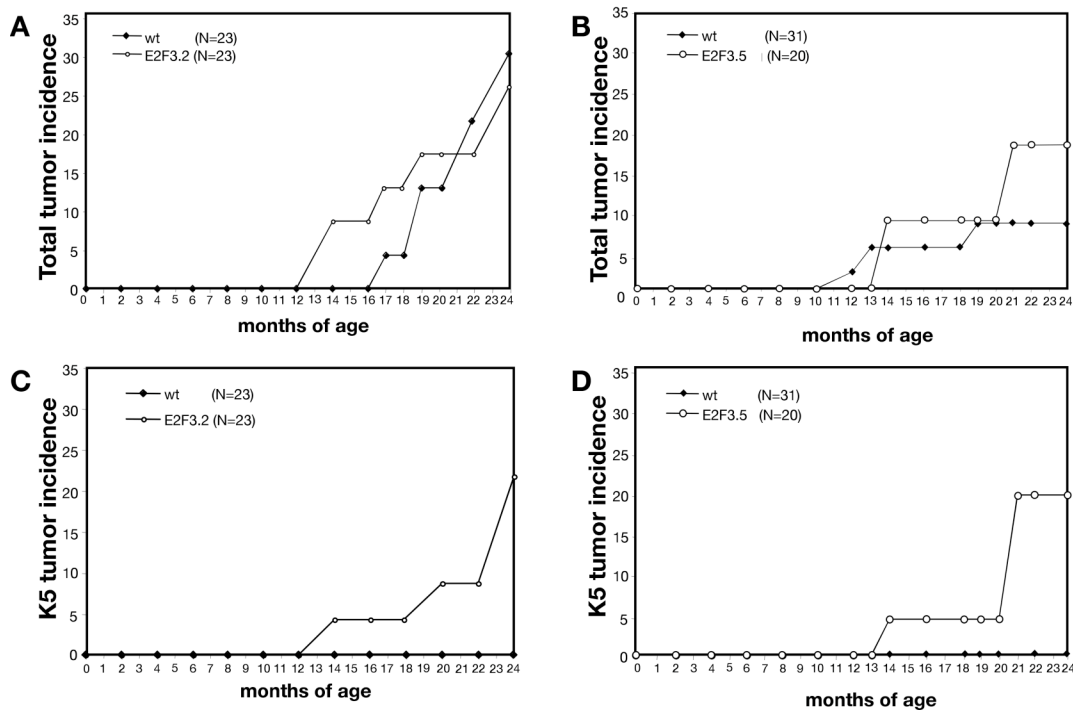 A
Total tumor incidence
35
30
25
20
15
10
5
0
wt (N=23)
E2F3.2 (N=23)
0 1 2 3 4 5 6 7 8 9 10 11 12 13 14 15 16 17 18 19 20 21 22 23 24
months of age
B
Total tumor incidence
35
30
25
20
15
10
5
0
wt (N=31)
E2F3.5 (N=20)
0 1 2 3 4 5 6 7 8 9 10 11 12 13 14 15 16 17 18 19 20 21 22 23 24
months of age
C
K5 tumor incidence
35
30
25
20
15
10
5
0
wt (N=23)
E2F3.2 (N=23)
0 1 2 3 4 5 6 7 8 9 10 11 12 13 14 15 16 17 18 19 20 21 22 23 24
months of age
D
K5 tumor incidence
35
30
25
20
15
10
5
0
wt (N=31)
E2F3.5 (N=20)
0 1 2 3 4 5 6 7 8 9 10 11 12 13 14 15 16 17 18 19 20 21 22 23 24
months of age